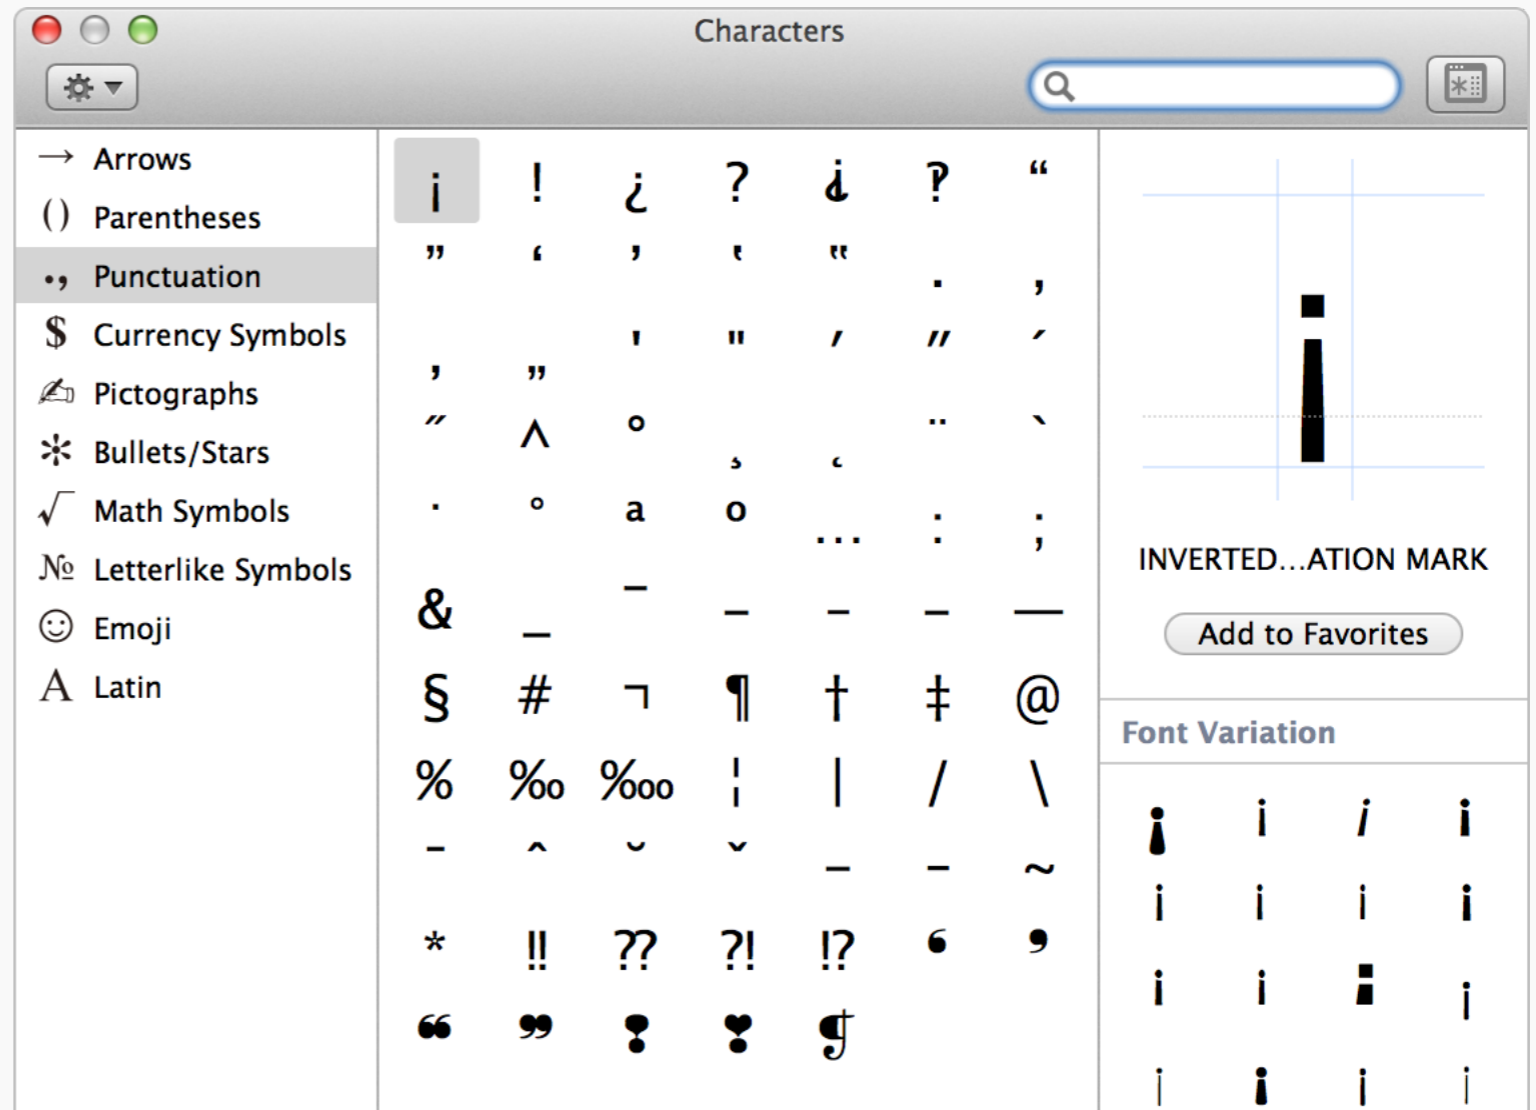 Characters
→ Arrows
() Parentheses
., Punctuation
$ Currency Symbols
✍ Pictographs
✻ Bullets/Stars
√ Math Symbols
№ Letterlike Symbols
☺ Emoji
A Latin
¡ ! ¿ ? ⸘ ‽ “
” ‘ ’ ‛ ‟ . ,
‚ „ ' " ′ ″ ´
˝ ^ ° ¸ ˛ ¨ `
˙ ˚ ª º … : ;
& _ ‾ – – – —
§ # ¬ ¶ † ‡ @
% ‰ ‱ ¦ | / \
ˉ ˆ ˘ ˇ ‒ - ~
* ‼ ⁇ ⁈ ⁉ ❛ ❜
❝ ❞ ❢ ❣ ❡
¡
INVERTED…ATION MARK
Add to Favorites
Font Variation
¡ ¡ ¡ ¡
¡ ¡ ¡ ¡
¡ ¡ ¡ ¡
¡ ¡ ¡ ¡